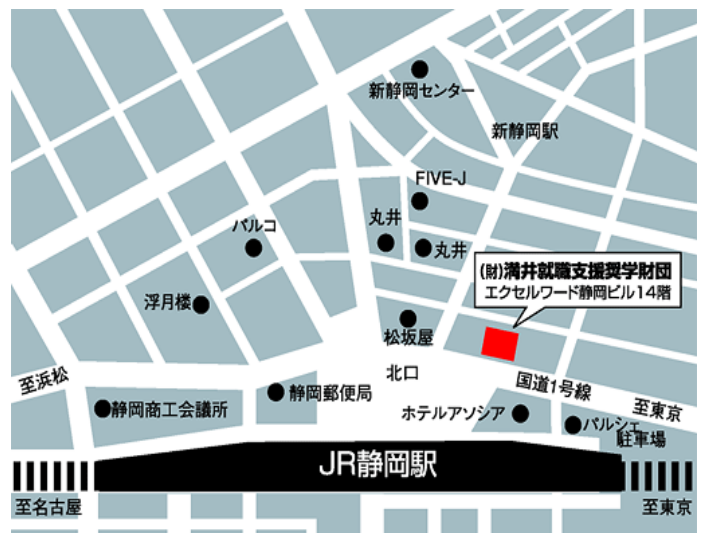 新静岡センター
新静岡駅
FIVE-J
丸井
パルコ
丸井
(財)満井就職支援奨学財団
エクセルワード静岡ビル14階
浮月楼
松坂屋
北口
至浜松
国道1号線
静岡郵便局
静岡商工会議所
ホテルアソシア
至東京
パルシェ
駐車場
JR静岡駅
至名古屋
至東京